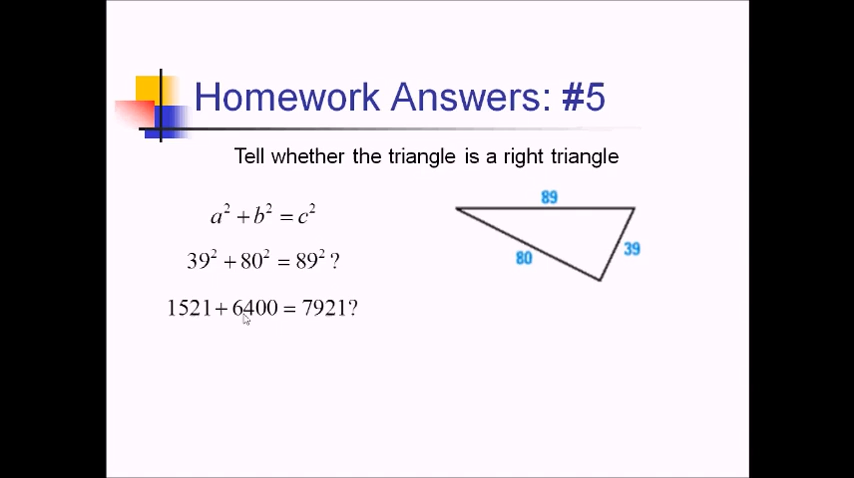 Homework Answers: #5
Tell whether the triangle is a right triangle
a² + b² = c²
39² + 80² = 89² ?
1521 + 6400 = 7921?
89
39
80